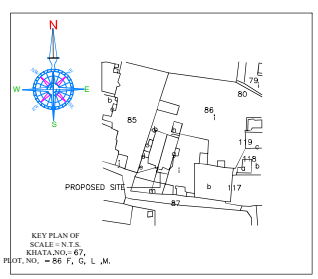 N
W E
S
79
80
86
i
b
85
119
c
118
b
a
PROPOSED SITE
m
b
117
87
KEY PLAN OF
SCALE = N.T.S.
KHATA.NO.= 67,
PLOT, NO, = 86 F, G, L ,M.